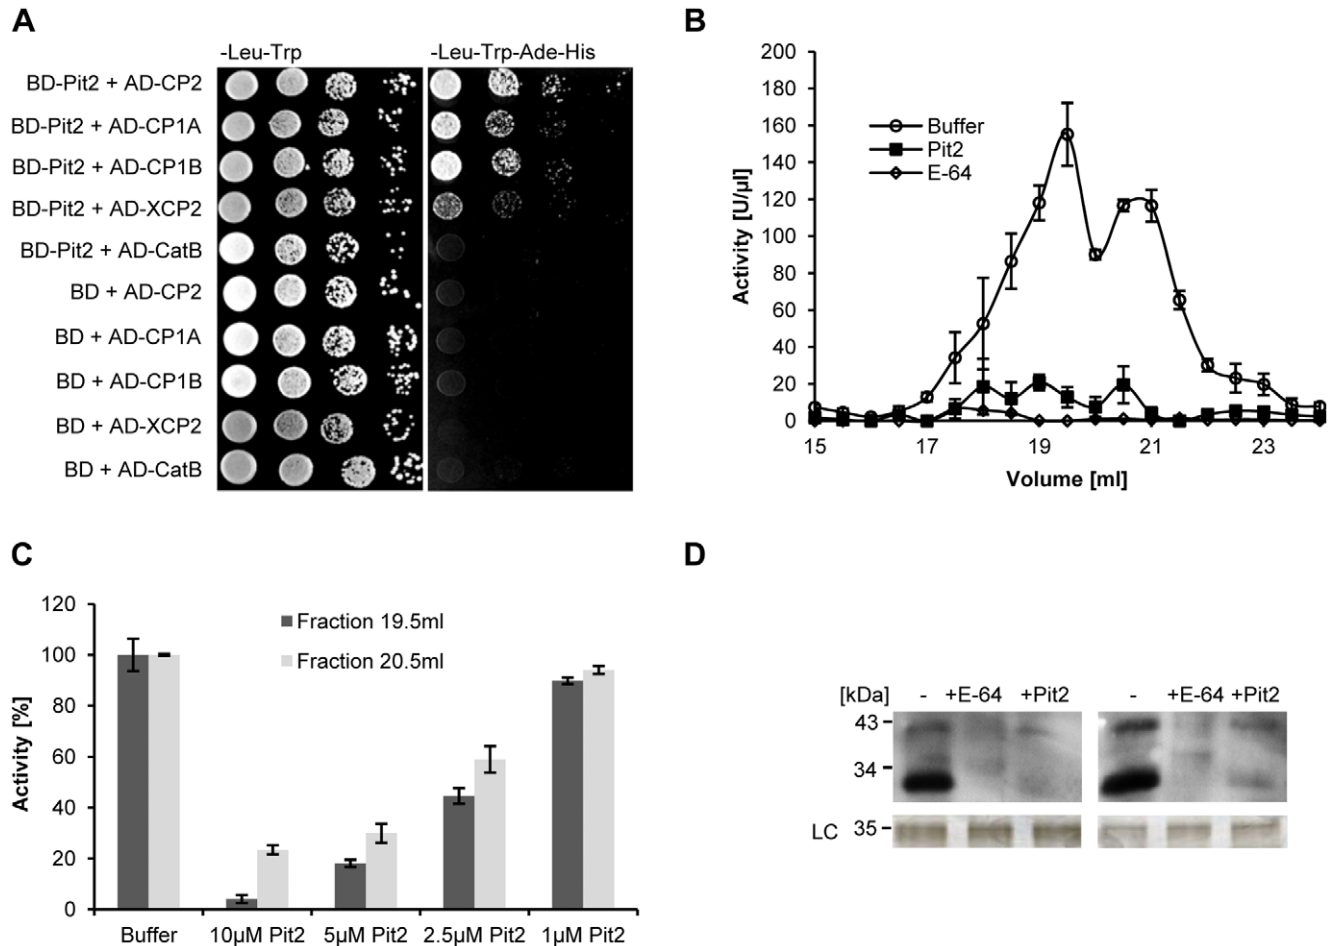 A
-Leu-Trp
-Leu-Trp-Ade-His
BD-Pit2 + AD-CP2
BD-Pit2 + AD-CP1A
BD-Pit2 + AD-CP1B
BD-Pit2 + AD-XCP2
BD-Pit2 + AD-CatB
BD + AD-CP2
BD + AD-CP1A
BD + AD-CP1B
BD + AD-XCP2
BD + AD-CatB
B
200
180
160
140
120
100
80
60
40
20
0
Activity [U/µl]
Buffer
Pit2
E-64
15 17 19 21 23
Volume [ml]
C
120
100
80
60
40
20
0
Activity [%]
Fraction 19.5ml
Fraction 20.5ml
Buffer 10µM Pit2 5µM Pit2 2.5µM Pit2 1µM Pit2
D
[kDa] - +E-64 +Pit2 - +E-64 +Pit2
43
34
LC 35